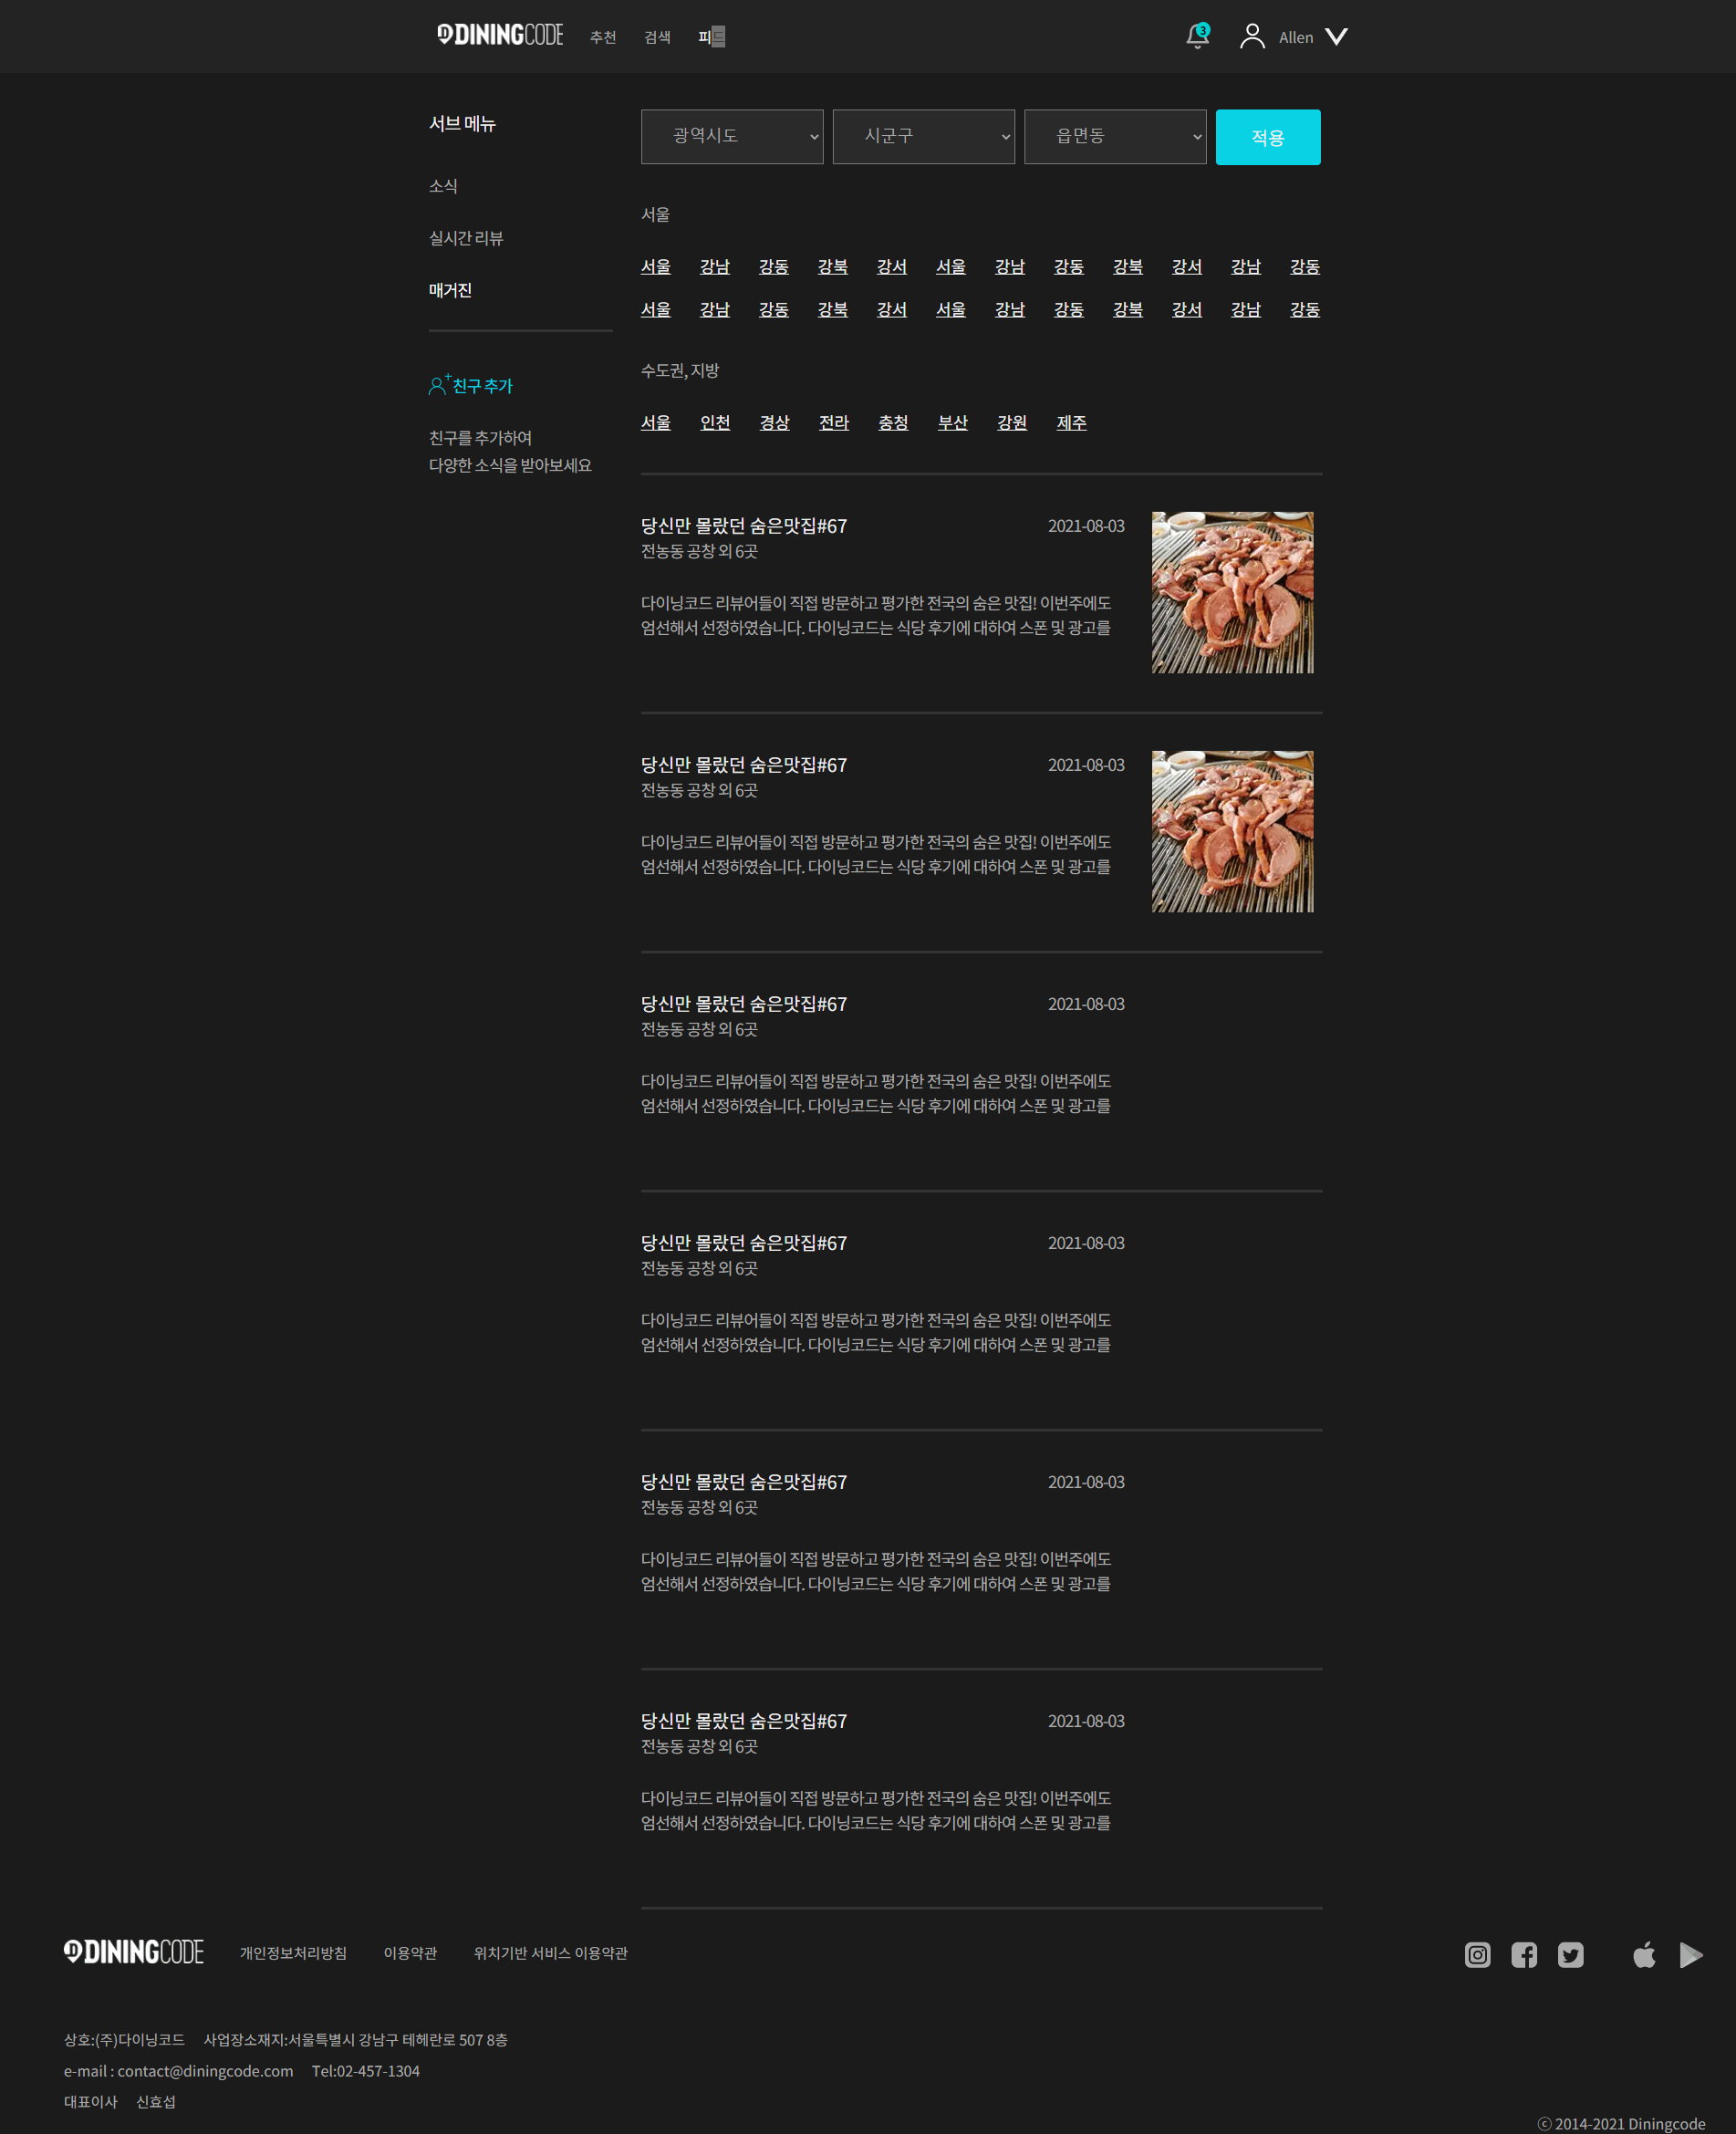 DININGCODE 추천 검색 피드 3 Allen
서브 메뉴
소식
실시간 리뷰
매거진
친구 추가
친구를 추가하여
다양한 소식을 받아보세요
광역시도 시군구 읍면동 적용
서울
서울 강남 강동 강북 강서 서울 강남 강동 강북 강서 강남 강동
서울 강남 강동 강북 강서 서울 강남 강동 강북 강서 강남 강동
수도권, 지방
서울 인천 경상 전라 충청 부산 강원 제주
당신만 몰랐던 숨은맛집#67 2021-08-03
전농동 공창 외 6곳
다이닝코드 리뷰어들이 직접 방문하고 평가한 전국의 숨은 맛집! 이번주에도
엄선해서 선정하였습니다. 다이닝코드는 식당 후기에 대하여 스폰 및 광고를
당신만 몰랐던 숨은맛집#67 2021-08-03
전농동 공창 외 6곳
다이닝코드 리뷰어들이 직접 방문하고 평가한 전국의 숨은 맛집! 이번주에도
엄선해서 선정하였습니다. 다이닝코드는 식당 후기에 대하여 스폰 및 광고를
당신만 몰랐던 숨은맛집#67 2021-08-03
전농동 공창 외 6곳
다이닝코드 리뷰어들이 직접 방문하고 평가한 전국의 숨은 맛집! 이번주에도
엄선해서 선정하였습니다. 다이닝코드는 식당 후기에 대하여 스폰 및 광고를
당신만 몰랐던 숨은맛집#67 2021-08-03
전농동 공창 외 6곳
다이닝코드 리뷰어들이 직접 방문하고 평가한 전국의 숨은 맛집! 이번주에도
엄선해서 선정하였습니다. 다이닝코드는 식당 후기에 대하여 스폰 및 광고를
당신만 몰랐던 숨은맛집#67 2021-08-03
전농동 공창 외 6곳
다이닝코드 리뷰어들이 직접 방문하고 평가한 전국의 숨은 맛집! 이번주에도
엄선해서 선정하였습니다. 다이닝코드는 식당 후기에 대하여 스폰 및 광고를
당신만 몰랐던 숨은맛집#67 2021-08-03
전농동 공창 외 6곳
다이닝코드 리뷰어들이 직접 방문하고 평가한 전국의 숨은 맛집! 이번주에도
엄선해서 선정하였습니다. 다이닝코드는 식당 후기에 대하여 스폰 및 광고를
DININGCODE 개인정보처리방침 이용약관 위치기반 서비스 이용약관
상호:(주)다이닝코드 사업장소재지:서울특별시 강남구 테헤란로 507 8층
e-mail : contact@diningcode.com Tel:02-457-1304
대표이사 신효섭
ⓒ 2014-2021 Diningcode